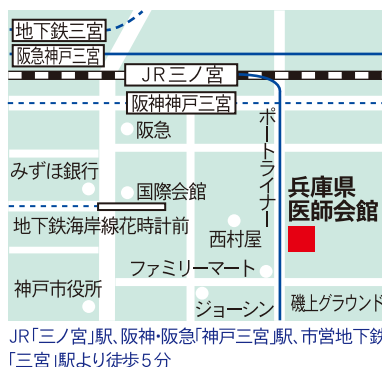 地下鉄三宮
阪急神戸三宮
JR三ノ宮
阪神神戸三宮
ポートライナー
阪急
みずほ銀行
国際会館
兵庫県
医師会館
地下鉄海岸線花時計前
西村屋
ファミリーマート
神戸市役所
ジョーシン
磯上グラウンド
JR「三ノ宮」駅、阪神・阪急「神戸三宮」駅、市営地下鉄
「三宮」駅より徒歩5分